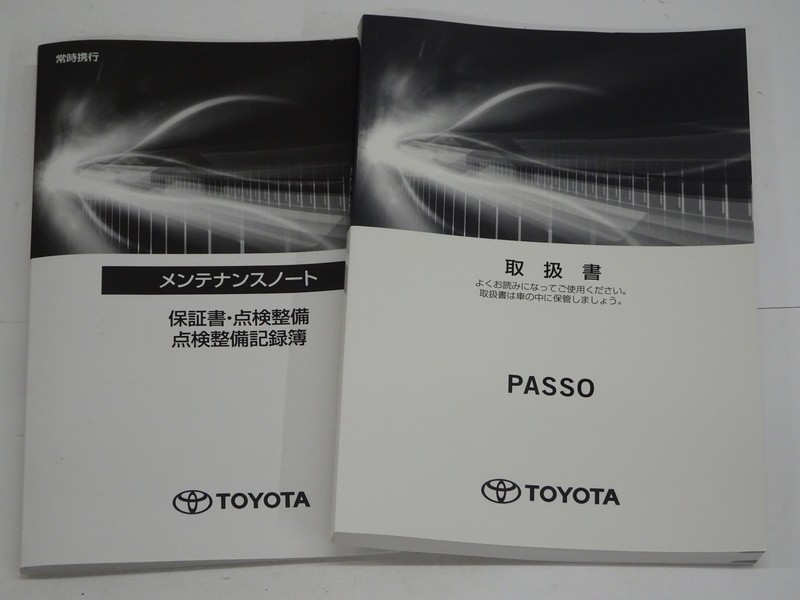 常時携行
メンテナンスノート
保証書・点検整備
点検整備記録簿
TOYOTA
取扱書
よくお読みになってご使用ください。
取扱書は車の中に保管しましょう。
PASSO
TOYOTA